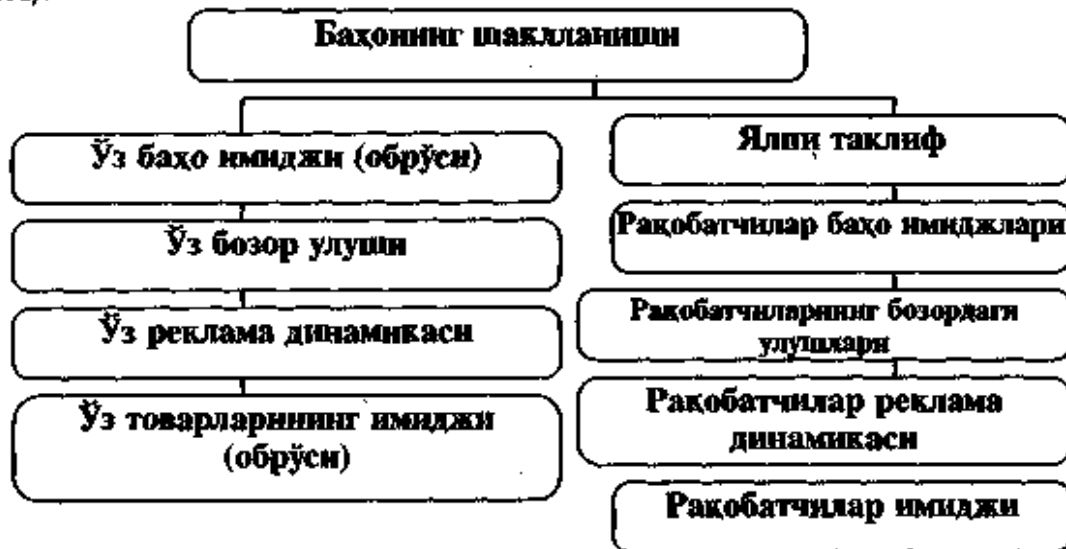 Баҳонинг шаклланиши
Ўз баҳо имиджи (обрўси)
Ўз бозор улуши
Ўз реклама динамикаси
Ўз товарларининг имиджи
(обрўси)
Ялпи таклиф
Рақобатчилар баҳо имиджлари
Рақобатчиларнинг бозордаги
улушлари
Рақобатчилар реклама
динамикаси
Рақобатчилар имиджи